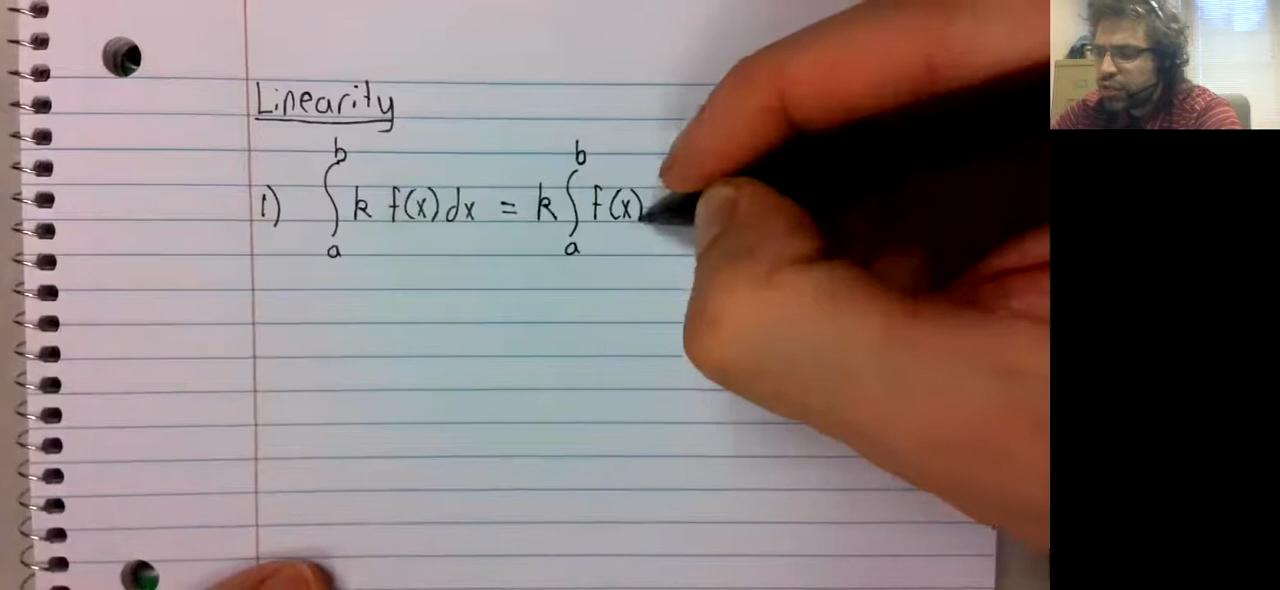 Linearity
1) ∫_a^b k f(x) dx = k ∫_a^b f(x)